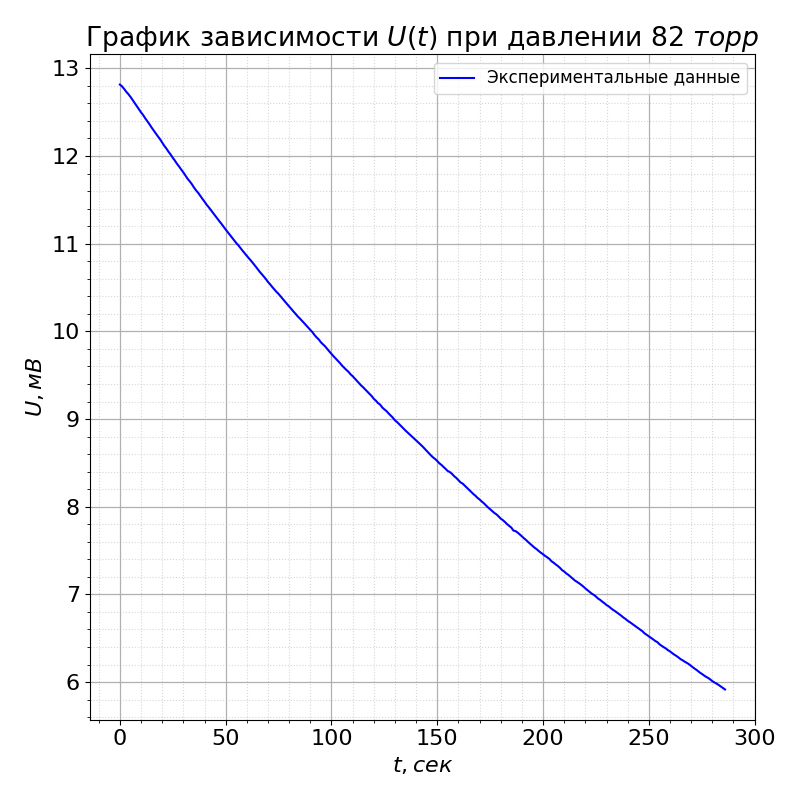 График зависимости U(t) при давлении 82 торр
Экспериментальные данные
13
12
11
10
9
8
7
6
U, мВ
0 50 100 150 200 250 300
t, сек